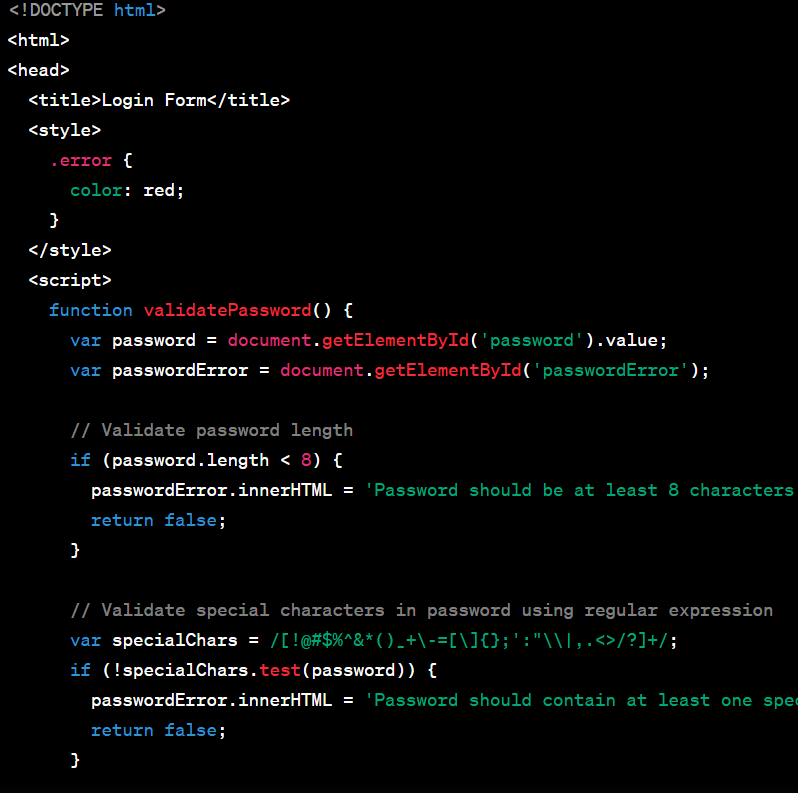 <!DOCTYPE html>
<html>
<head>
  <title>Login Form</title>
  <style>
    .error {
      color: red;
    }
  </style>
  <script>
    function validatePassword() {
      var password = document.getElementById('password').value;
      var passwordError = document.getElementById('passwordError');

      // Validate password length
      if (password.length < 8) {
        passwordError.innerHTML = 'Password should be at least 8 characters
        return false;
      }

      // Validate special characters in password using regular expression
      var specialChars = /[!@#$%^&*()_+\-=[\]{};':"\\|,.<>/?]+/;
      if (!specialChars.test(password)) {
        passwordError.innerHTML = 'Password should contain at least one spec
        return false;
      }